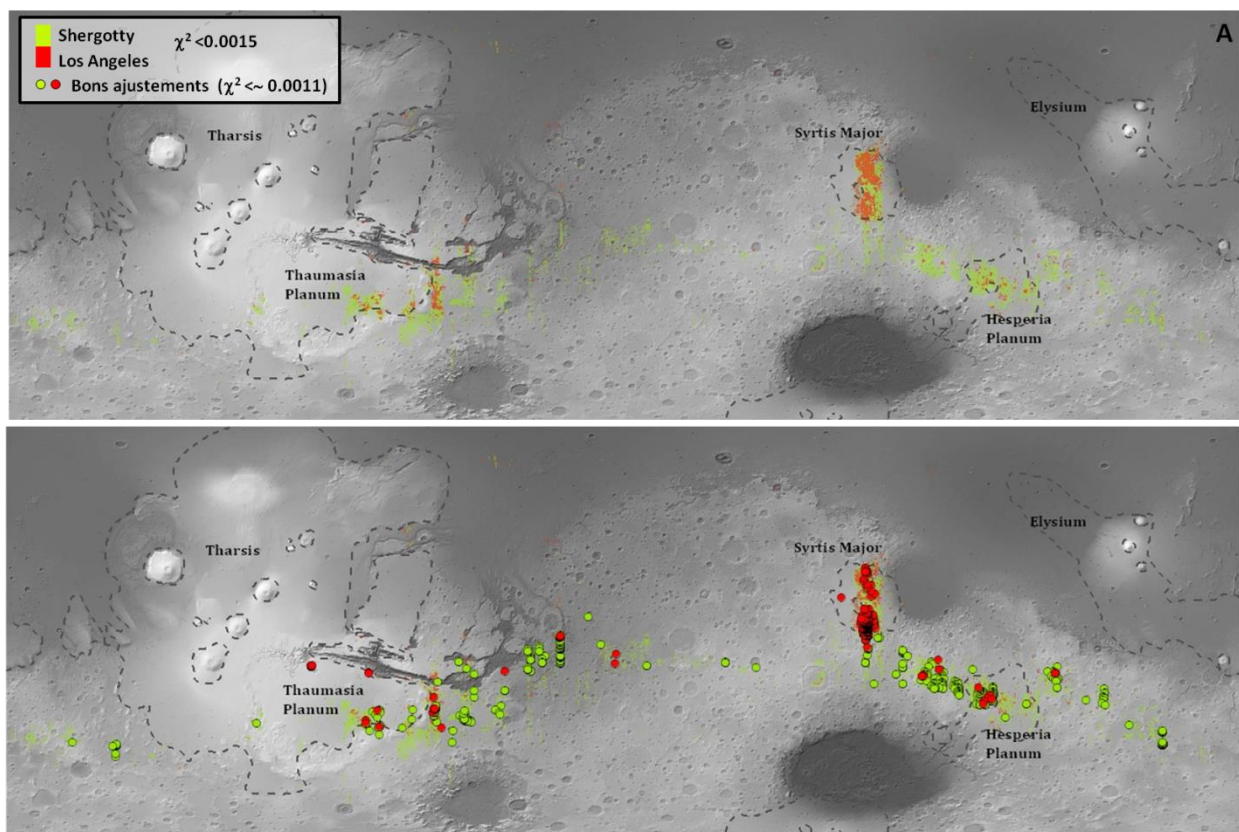 Shergotty χ² <0.0015
Los Angeles
Bons ajustements (χ² <~ 0.0011)
A
Tharsis
Elysium
Syrtis Major
Thaumasia
Planum
Hesperia
Planum
Elysium
Tharsis
Syrtis Major
Thaumasia
Planum
Hesperia
Planum